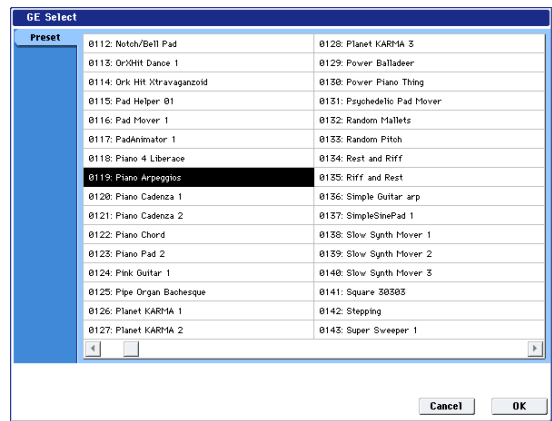 GE Select
Preset
0112: Notch/Bell Pad
0113: OrXHit Dance 1
0114: Ork Hit Xtravaganzoid
0115: Pad Helper 01
0116: Pad Mover 1
0117: PadAnimator 1
0118: Piano 4 Liberace
0119: Piano Arpeggios
0120: Piano Cadenza 1
0121: Piano Cadenza 2
0122: Piano Chord
0123: Piano Pad 2
0124: Pink Guitar 1
0125: Pipe Organ Bachesque
0126: Planet KARMA 1
0127: Planet KARMA 2
0128: Planet KARMA 3
0129: Power Balladeer
0130: Power Piano Thing
0131: Psychedelic Pad Mover
0132: Random Mallets
0133: Random Pitch
0134: Rest and Riff
0135: Riff and Rest
0136: Simple Guitar arp
0137: SimpleSinePad 1
0138: Slow Synth Mover 1
0139: Slow Synth Mover 2
0140: Slow Synth Mover 3
0141: Square 30303
0142: Stepping
0143: Super Sweeper 1
Cancel
OK